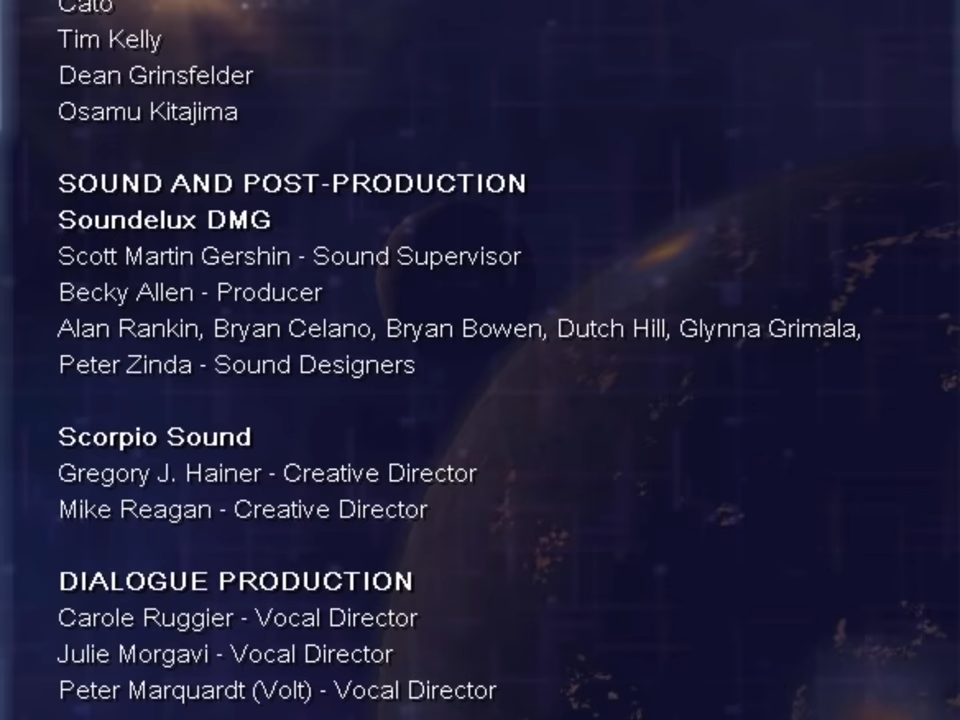 Cato
Tim Kelly
Dean Grinsfelder
Osamu Kitajima
SOUND AND POST-PRODUCTION
Soundelux DMG
Scott Martin Gershin - Sound Supervisor
Becky Allen - Producer
Alan Rankin, Bryan Celano, Bryan Bowen, Dutch Hill, Glynna Grimala,
Peter Zinda - Sound Designers
Scorpio Sound
Gregory J. Hainer - Creative Director
Mike Reagan - Creative Director
DIALOGUE PRODUCTION
Carole Ruggier - Vocal Director
Julie Morgavi - Vocal Director
Peter Marquardt (Volt) - Vocal Director